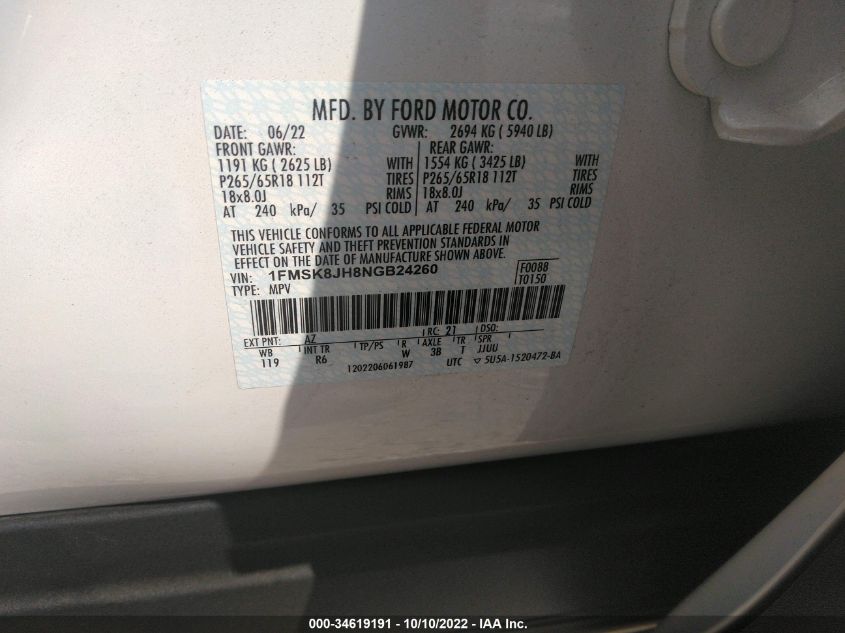 MFD. BY FORD MOTOR CO.
DATE: 06/22 GVWR: 2694 KG ( 5940 LB)
FRONT GAWR: REAR GAWR:
1191 KG ( 2625 LB) WITH 1554 KG ( 3425 LB) WITH
P265/65R18 112T TIRES P265/65R18 112T TIRES
18x8.0J RIMS 18x8.0J RIMS
AT 240 kPa/ 35 PSI COLD AT 240 kPa/ 35 PSI COLD
THIS VEHICLE CONFORMS TO ALL APPLICABLE FEDERAL MOTOR
VEHICLE SAFETY AND THEFT PREVENTION STANDARDS IN
EFFECT ON THE DATE OF MANUFACTURE SHOWN ABOVE.
VIN: 1FMSK8JH8NGB24260 F0088
TYPE: MPV T0150
EXT PNT: AZ RC: 21 DSO:
WB INT TR TP/PS R AXLE TR SPR
119 R6 W 3B T JJUU
1202206061987 UTC ▽ 5U5A-1520472-BA
000-34619191 - 10/10/2022 - IAA Inc.